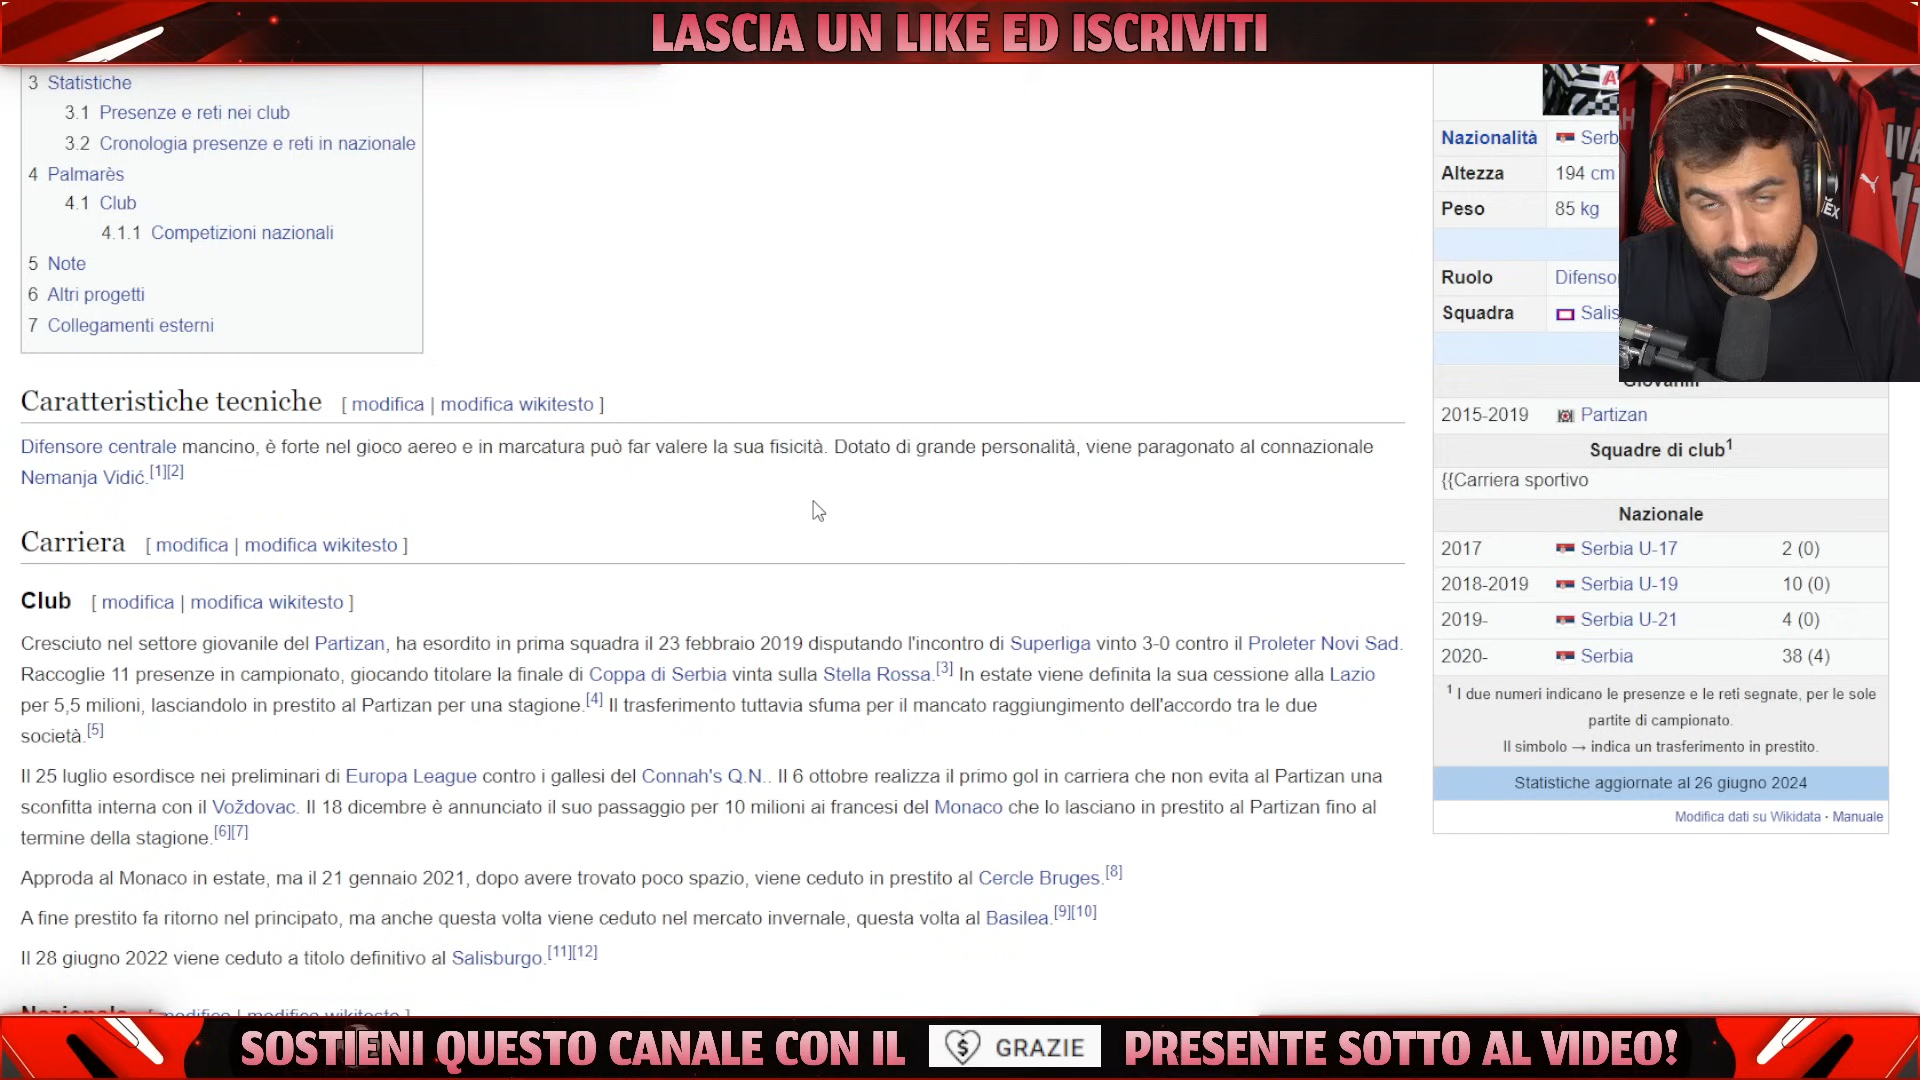 LASCIA UN LIKE ED ISCRIVITI
3 Statistiche
3.1 Presenze e reti nei club
3.2 Cronologia presenze e reti in nazionale
4 Palmarès
4.1 Club
4.1.1 Competizioni nazionali
5 Note
6 Altri progetti
7 Collegamenti esterni
Caratteristiche tecniche [ modifica | modifica wikitesto ]
Difensore centrale mancino, è forte nel gioco aereo e in marcatura può far valere la sua fisicità. Dotato di grande personalità, viene paragonato al connazionale
Nemanja Vidić.[1][2]
Carriera [ modifica | modifica wikitesto ]
Club [ modifica | modifica wikitesto ]
Cresciuto nel settore giovanile del Partizan, ha esordito in prima squadra il 23 febbraio 2019 disputando l'incontro di Superliga vinto 3-0 contro il Proleter Novi Sad.
Raccoglie 11 presenze in campionato, giocando titolare la finale di Coppa di Serbia vinta sulla Stella Rossa.[3] In estate viene definita la sua cessione alla Lazio
per 5,5 milioni, lasciandolo in prestito al Partizan per una stagione.[4] Il trasferimento tuttavia sfuma per il mancato raggiungimento dell'accordo tra le due
società.[5]
Il 25 luglio esordisce nei preliminari di Europa League contro i gallesi del Connah's Q.N.. Il 6 ottobre realizza il primo gol in carriera che non evita al Partizan una
sconfitta interna con il Voždovac. Il 18 dicembre è annunciato il suo passaggio per 10 milioni ai francesi del Monaco che lo lasciano in prestito al Partizan fino al
termine della stagione.[6][7]
Approda al Monaco in estate, ma il 21 gennaio 2021, dopo avere trovato poco spazio, viene ceduto in prestito al Cercle Bruges.[8]
A fine prestito fa ritorno nel principato, ma anche questa volta viene ceduto nel mercato invernale, questa volta al Basilea.[9][10]
Il 28 giugno 2022 viene ceduto a titolo definitivo al Salisburgo.[11][12]
Nazionale [ modifica | modifica wikitesto ]
Nazionalità Serb
Altezza 194 cm
Peso 85 kg
Ruolo Difenso
Squadra Salis
Giovanili
2015-2019 Partizan
Squadre di club1
{{Carriera sportivo
Nazionale
2017 Serbia U-17 2 (0)
2018-2019 Serbia U-19 10 (0)
2019- Serbia U-21 4 (0)
2020- Serbia 38 (4)
1 I due numeri indicano le presenze e le reti segnate, per le sole
partite di campionato.
Il simbolo → indica un trasferimento in prestito.
Statistiche aggiornate al 26 giugno 2024
Modifica dati su Wikidata · Manuale
SOSTIENI QUESTO CANALE CON IL GRAZIE PRESENTE SOTTO AL VIDEO!